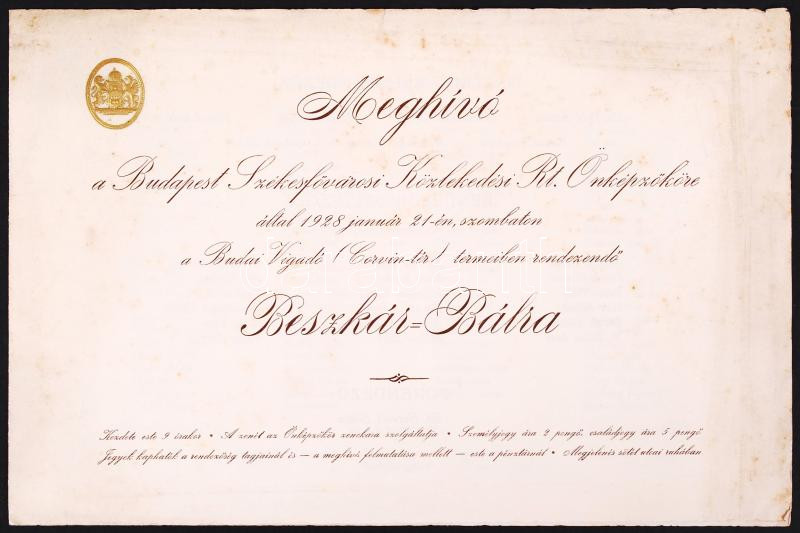 Meghívó
a Budapest Székesfővárosi Közlekedési Rt. Önképzőköre
által 1928 január 21-én, szombaton
a Budai Vigadó (Corvin-tér) termeiben rendezendő
Beszkár=Bálra
Kezdete este 9 órakor • A zenét az Önképzőkör zenekara szolgáltatja • Személyjegy ára 2 pengő, családjegy ára 5 pengő
Jegyek kaphatók a rendezőség tagjainál és — a meghívó felmutatása mellett — este a pénztárnál • Megjelenés sötét utcai ruhában